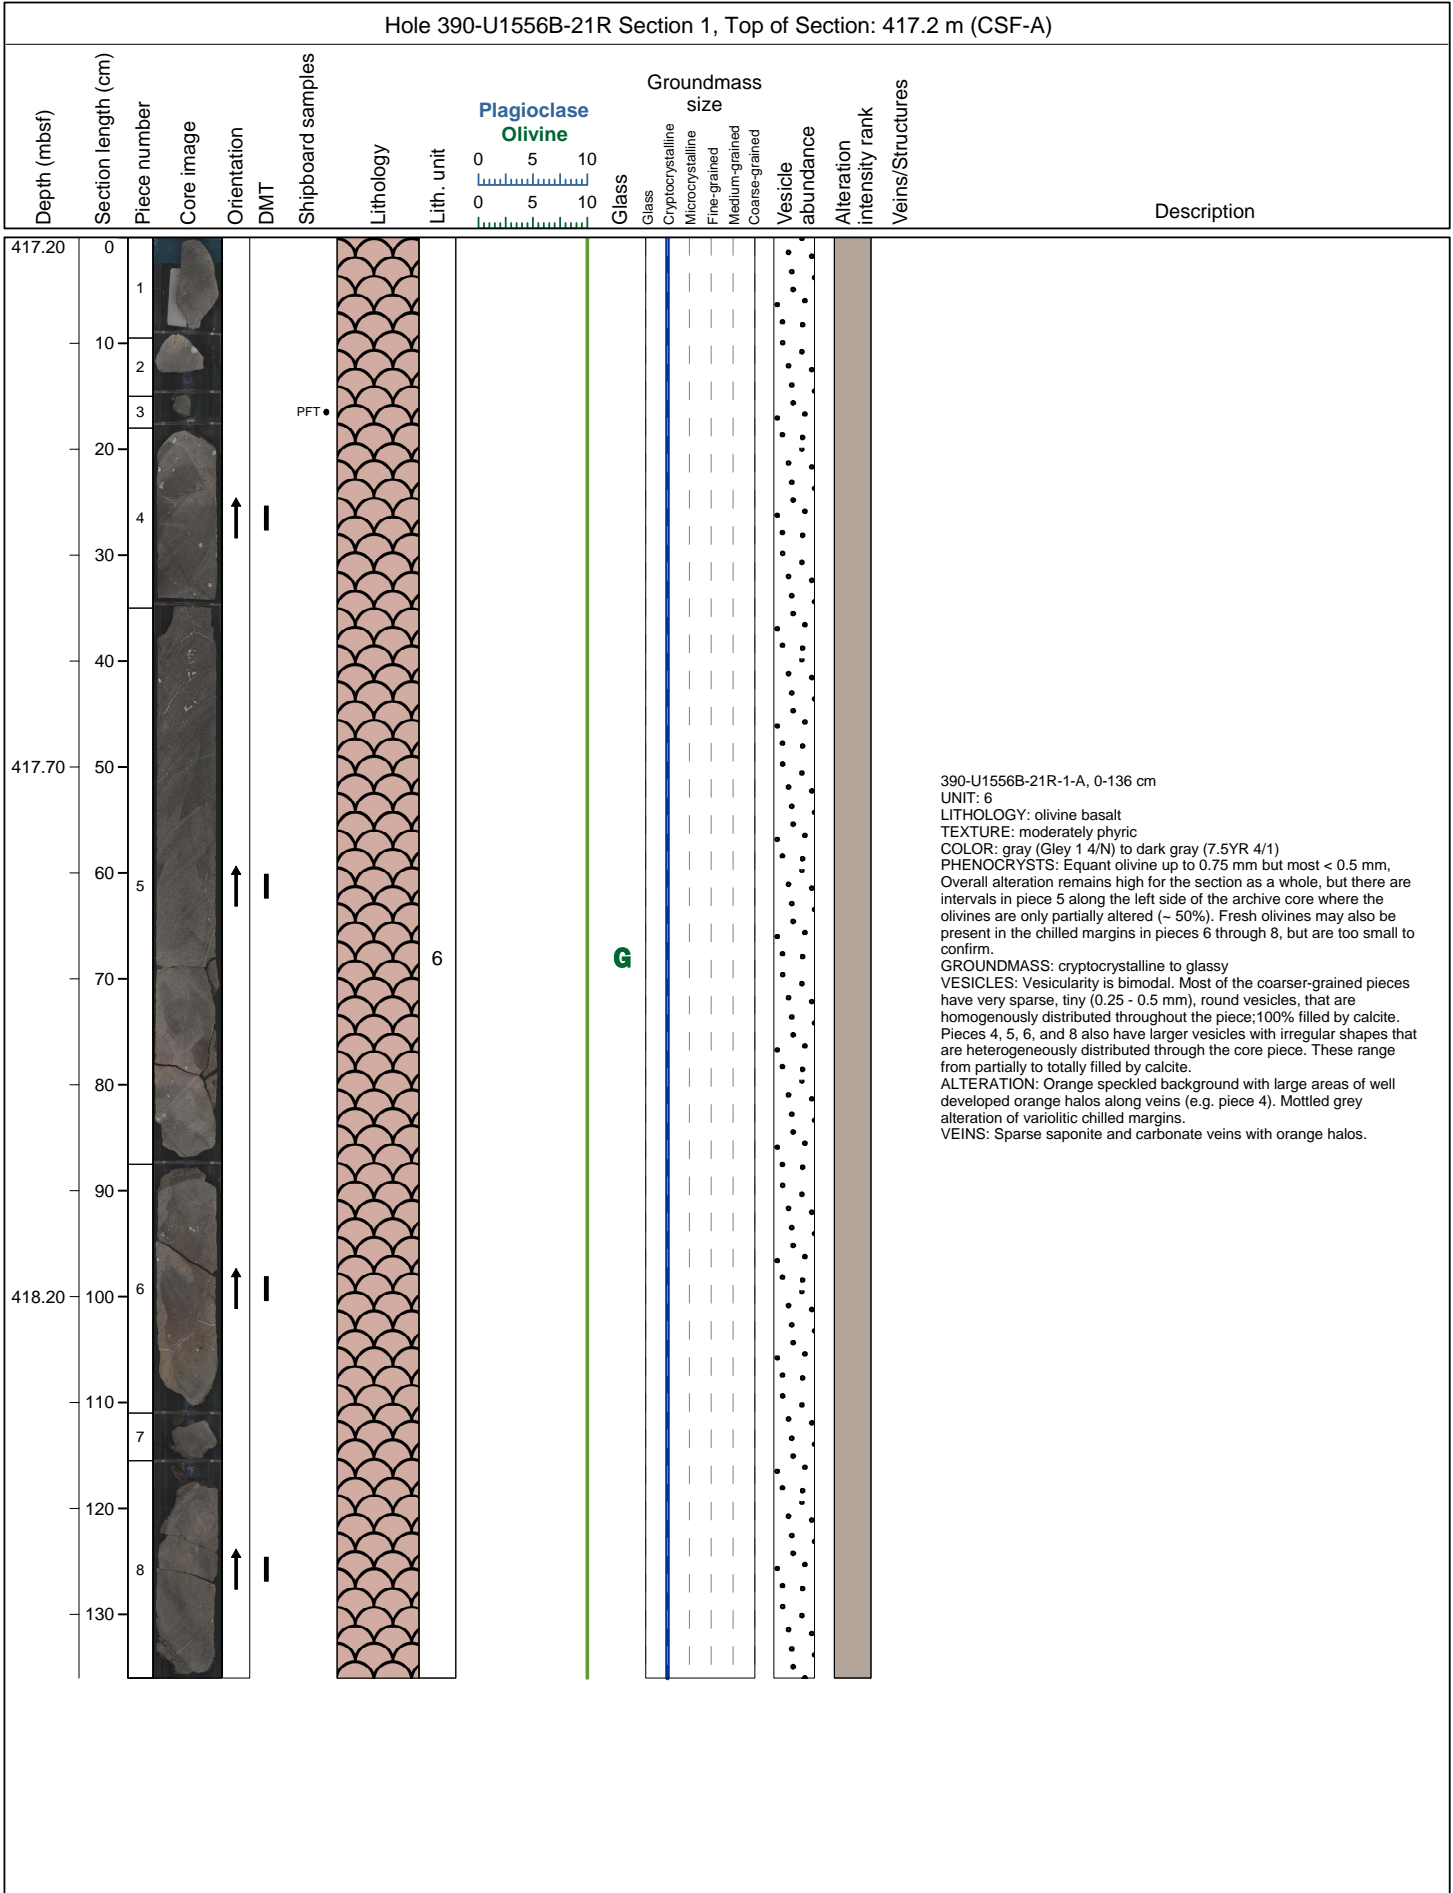 Hole 390-U1556B-21R Section 1, Top of Section: 417.2 m (CSF-A)
Depth (mbsf)
Section length (cm)
Piece number
Core image
Orientation
DMT
Shipboard samples
Lithology
Lith. unit
Plagioclase
Olivine
0 5 10
0 5 10
Glass
Groundmass
size
Glass
Cryptocrystalline
Microcrystalline
Fine-grained
Medium-grained
Coarse-grained
Vesicle
abundance
Alteration
intensity rank
Veins/Structures
Description
417.20
0
1
10
2
3
PFT
20
4
30
40
417.70
50
60
5
6
G
70
80
90
6
418.20
100
110
7
120
8
130
390-U1556B-21R-1-A, 0-136 cm
UNIT: 6
LITHOLOGY: olivine basalt
TEXTURE: moderately phyric
COLOR: gray (Gley 1 4/N) to dark gray (7.5YR 4/1)
PHENOCRYSTS: Equant olivine up to 0.75 mm but most < 0.5 mm,
Overall alteration remains high for the section as a whole, but there are
intervals in piece 5 along the left side of the archive core where the
olivines are only partially altered (~ 50%). Fresh olivines may also be
present in the chilled margins in pieces 6 through 8, but are too small to
confirm.
GROUNDMASS: cryptocrystalline to glassy
VESICLES: Vesicularity is bimodal. Most of the coarser-grained pieces
have very sparse, tiny (0.25 - 0.5 mm), round vesicles, that are
homogenously distributed throughout the piece;100% filled by calcite.
Pieces 4, 5, 6, and 8 also have larger vesicles with irregular shapes that
are heterogeneously distributed through the core piece. These range
from partially to totally filled by calcite.
ALTERATION: Orange speckled background with large areas of well
developed orange halos along veins (e.g. piece 4). Mottled grey
alteration of variolitic chilled margins.
VEINS: Sparse saponite and carbonate veins with orange halos.